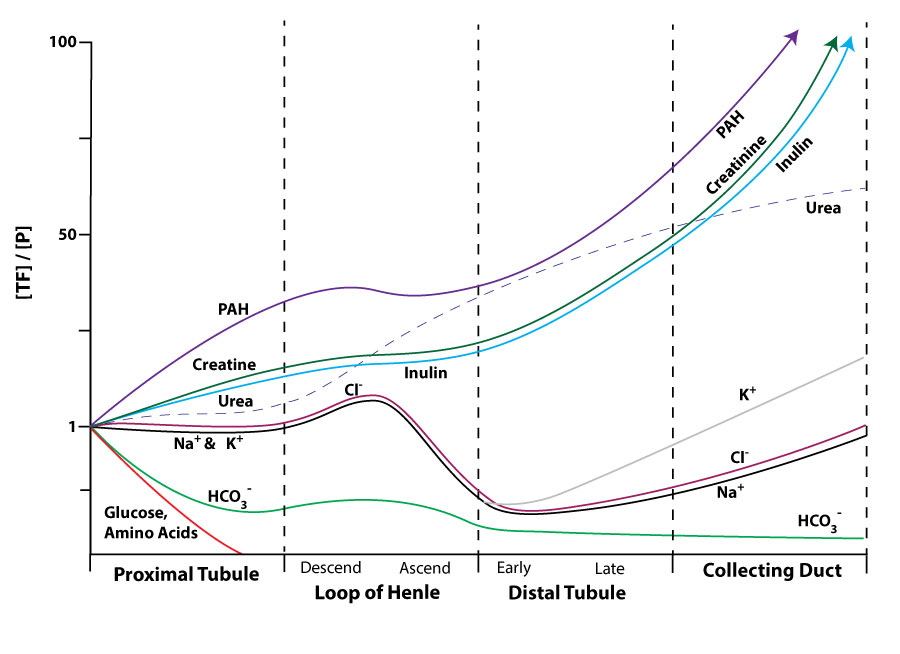 100
50
1
[TF] / [P]
PAH
Creatinine
Inulin
Urea
PAH
Creatine
Urea
Inulin
Cl-
Na+ & K+
K+
Cl-
Na+
HCO3-
HCO3-
Glucose,
Amino Acids
Proximal Tubule
Descend Ascend
Loop of Henle
Early Late
Distal Tubule
Collecting Duct